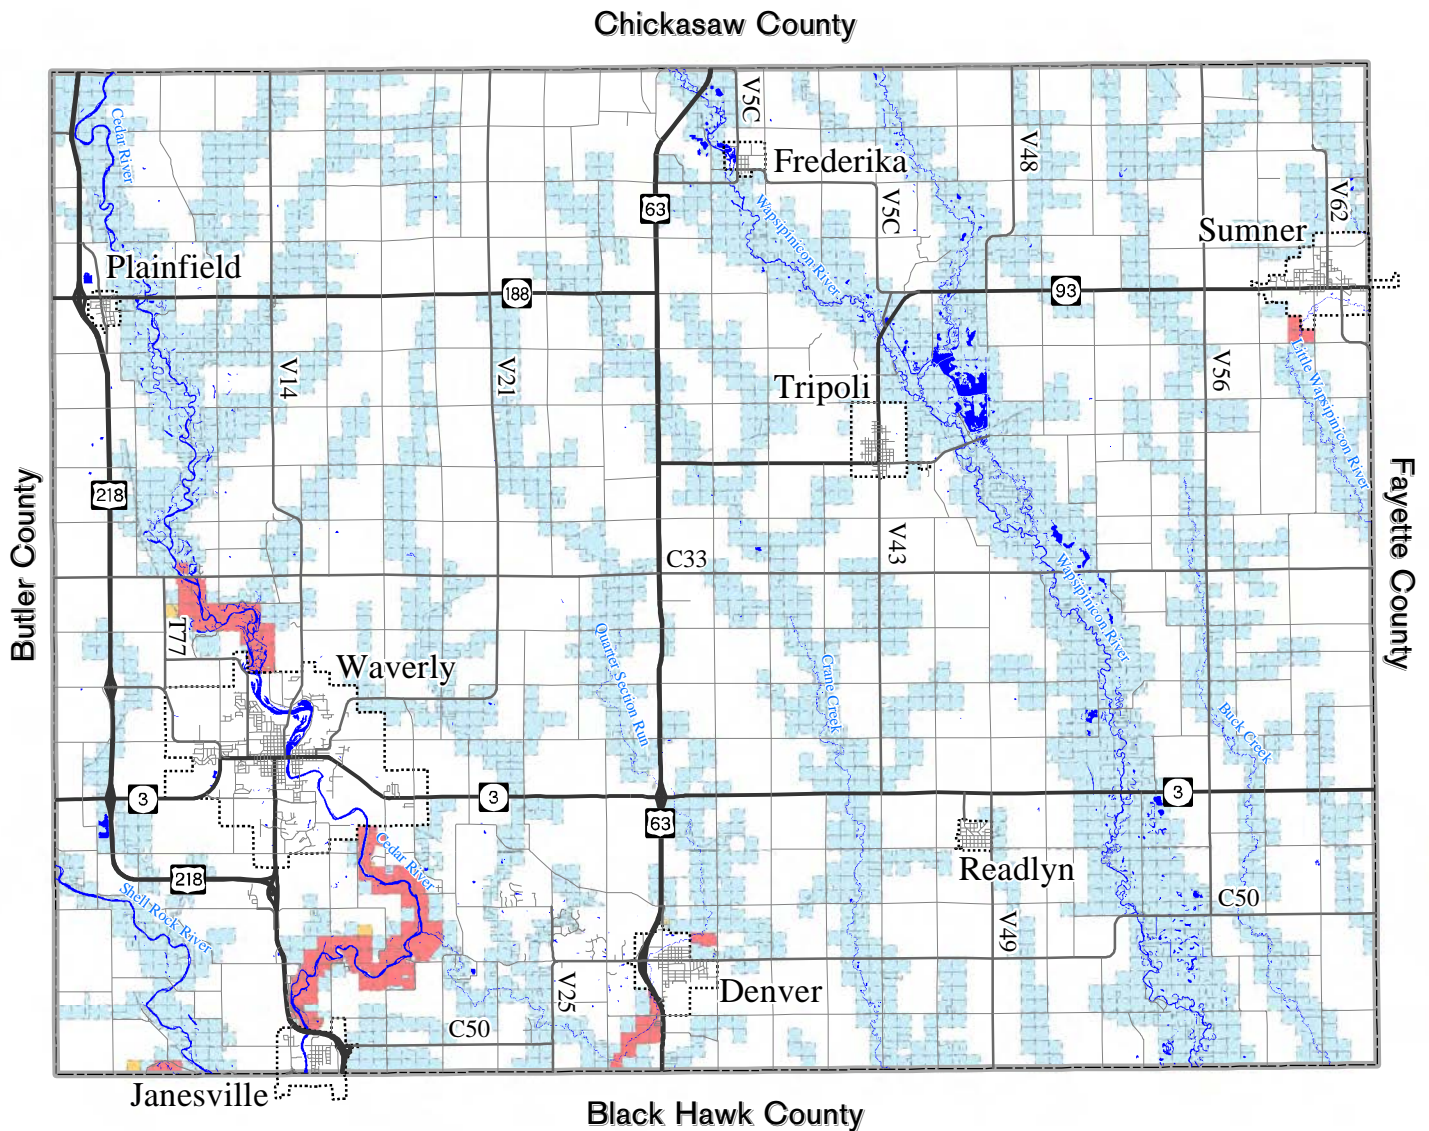 Chickasaw County
V5C
Cedar River
Frederika
V48
V62
63
Wapsipinicon River
V5C
Sumner
Plainfield
188
93
V14
V21
Tripoli
V56
Little Wapsipinicon River
Butler County
218
Fayette County
V43
C33
Wapsipinicon River
T77
Waverly
Quarter Section Run
Crane Creek
Buck Creek
3
3
3
63
Cedar River
Readlyn
218
Shell Rock River
C50
V49
V25
Denver
C50
Janesville
Black Hawk County